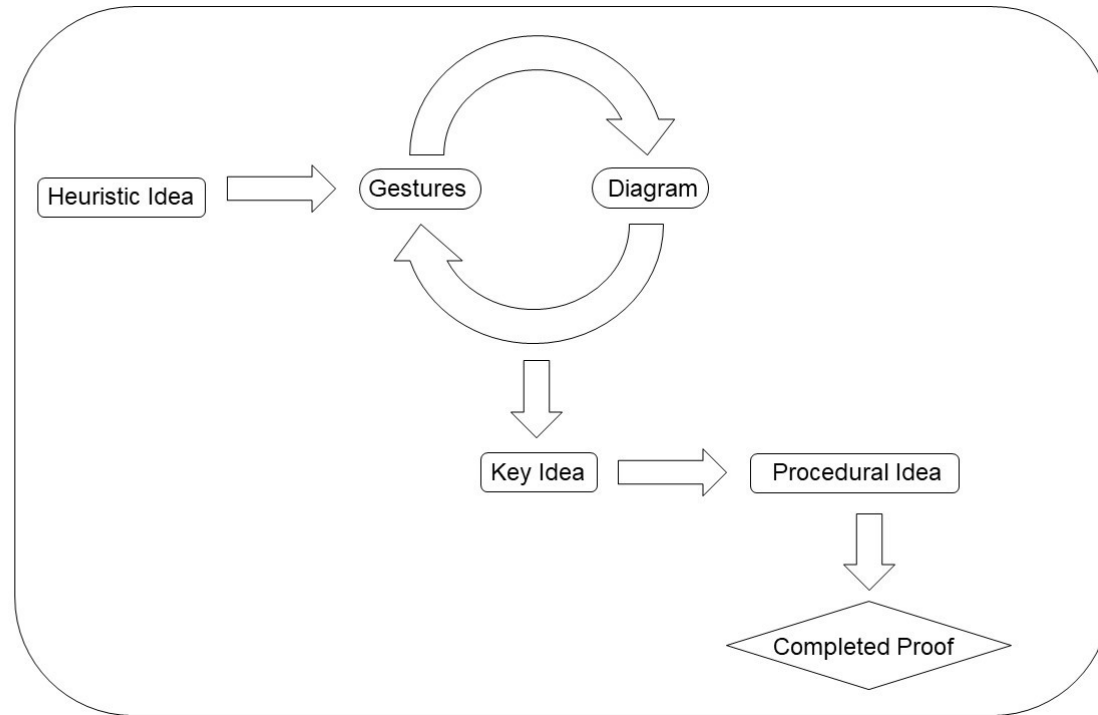 Gestures
Diagram
Heuristic Idea
Key Idea
Procedural Idea
Completed Proof